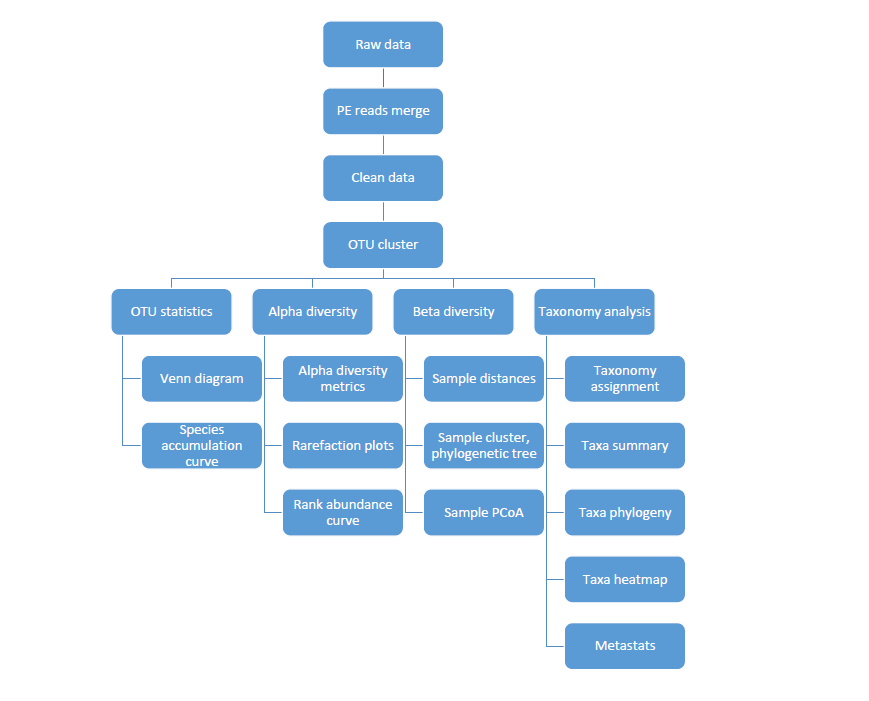 Raw data
PE reads merge
Clean data
OTU cluster
OTU statistics
Alpha diversity
Beta diversity
Taxonomy analysis
Venn diagram
Species
accumulation
curve
Alpha diversity
metrics
Rarefaction plots
Rank abundance
curve
Sample distances
Sample cluster,
phylogenetic tree
Sample PCoA
Taxonomy
assignment
Taxa summary
Taxa phylogeny
Taxa heatmap
Metastats